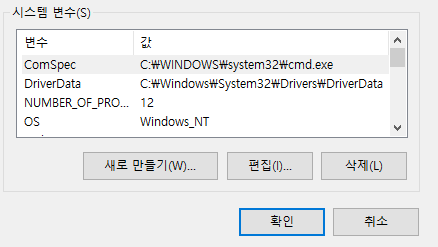 시스템 변수(S)
변수 값
ComSpec C:₩WINDOWS₩system32₩cmd.exe
DriverData C:₩Windows₩System32₩Drivers₩DriverData
NUMBER_OF_PRO... 12
OS Windows_NT
새로 만들기(W)... 편집(I)... 삭제(L)
확인 취소